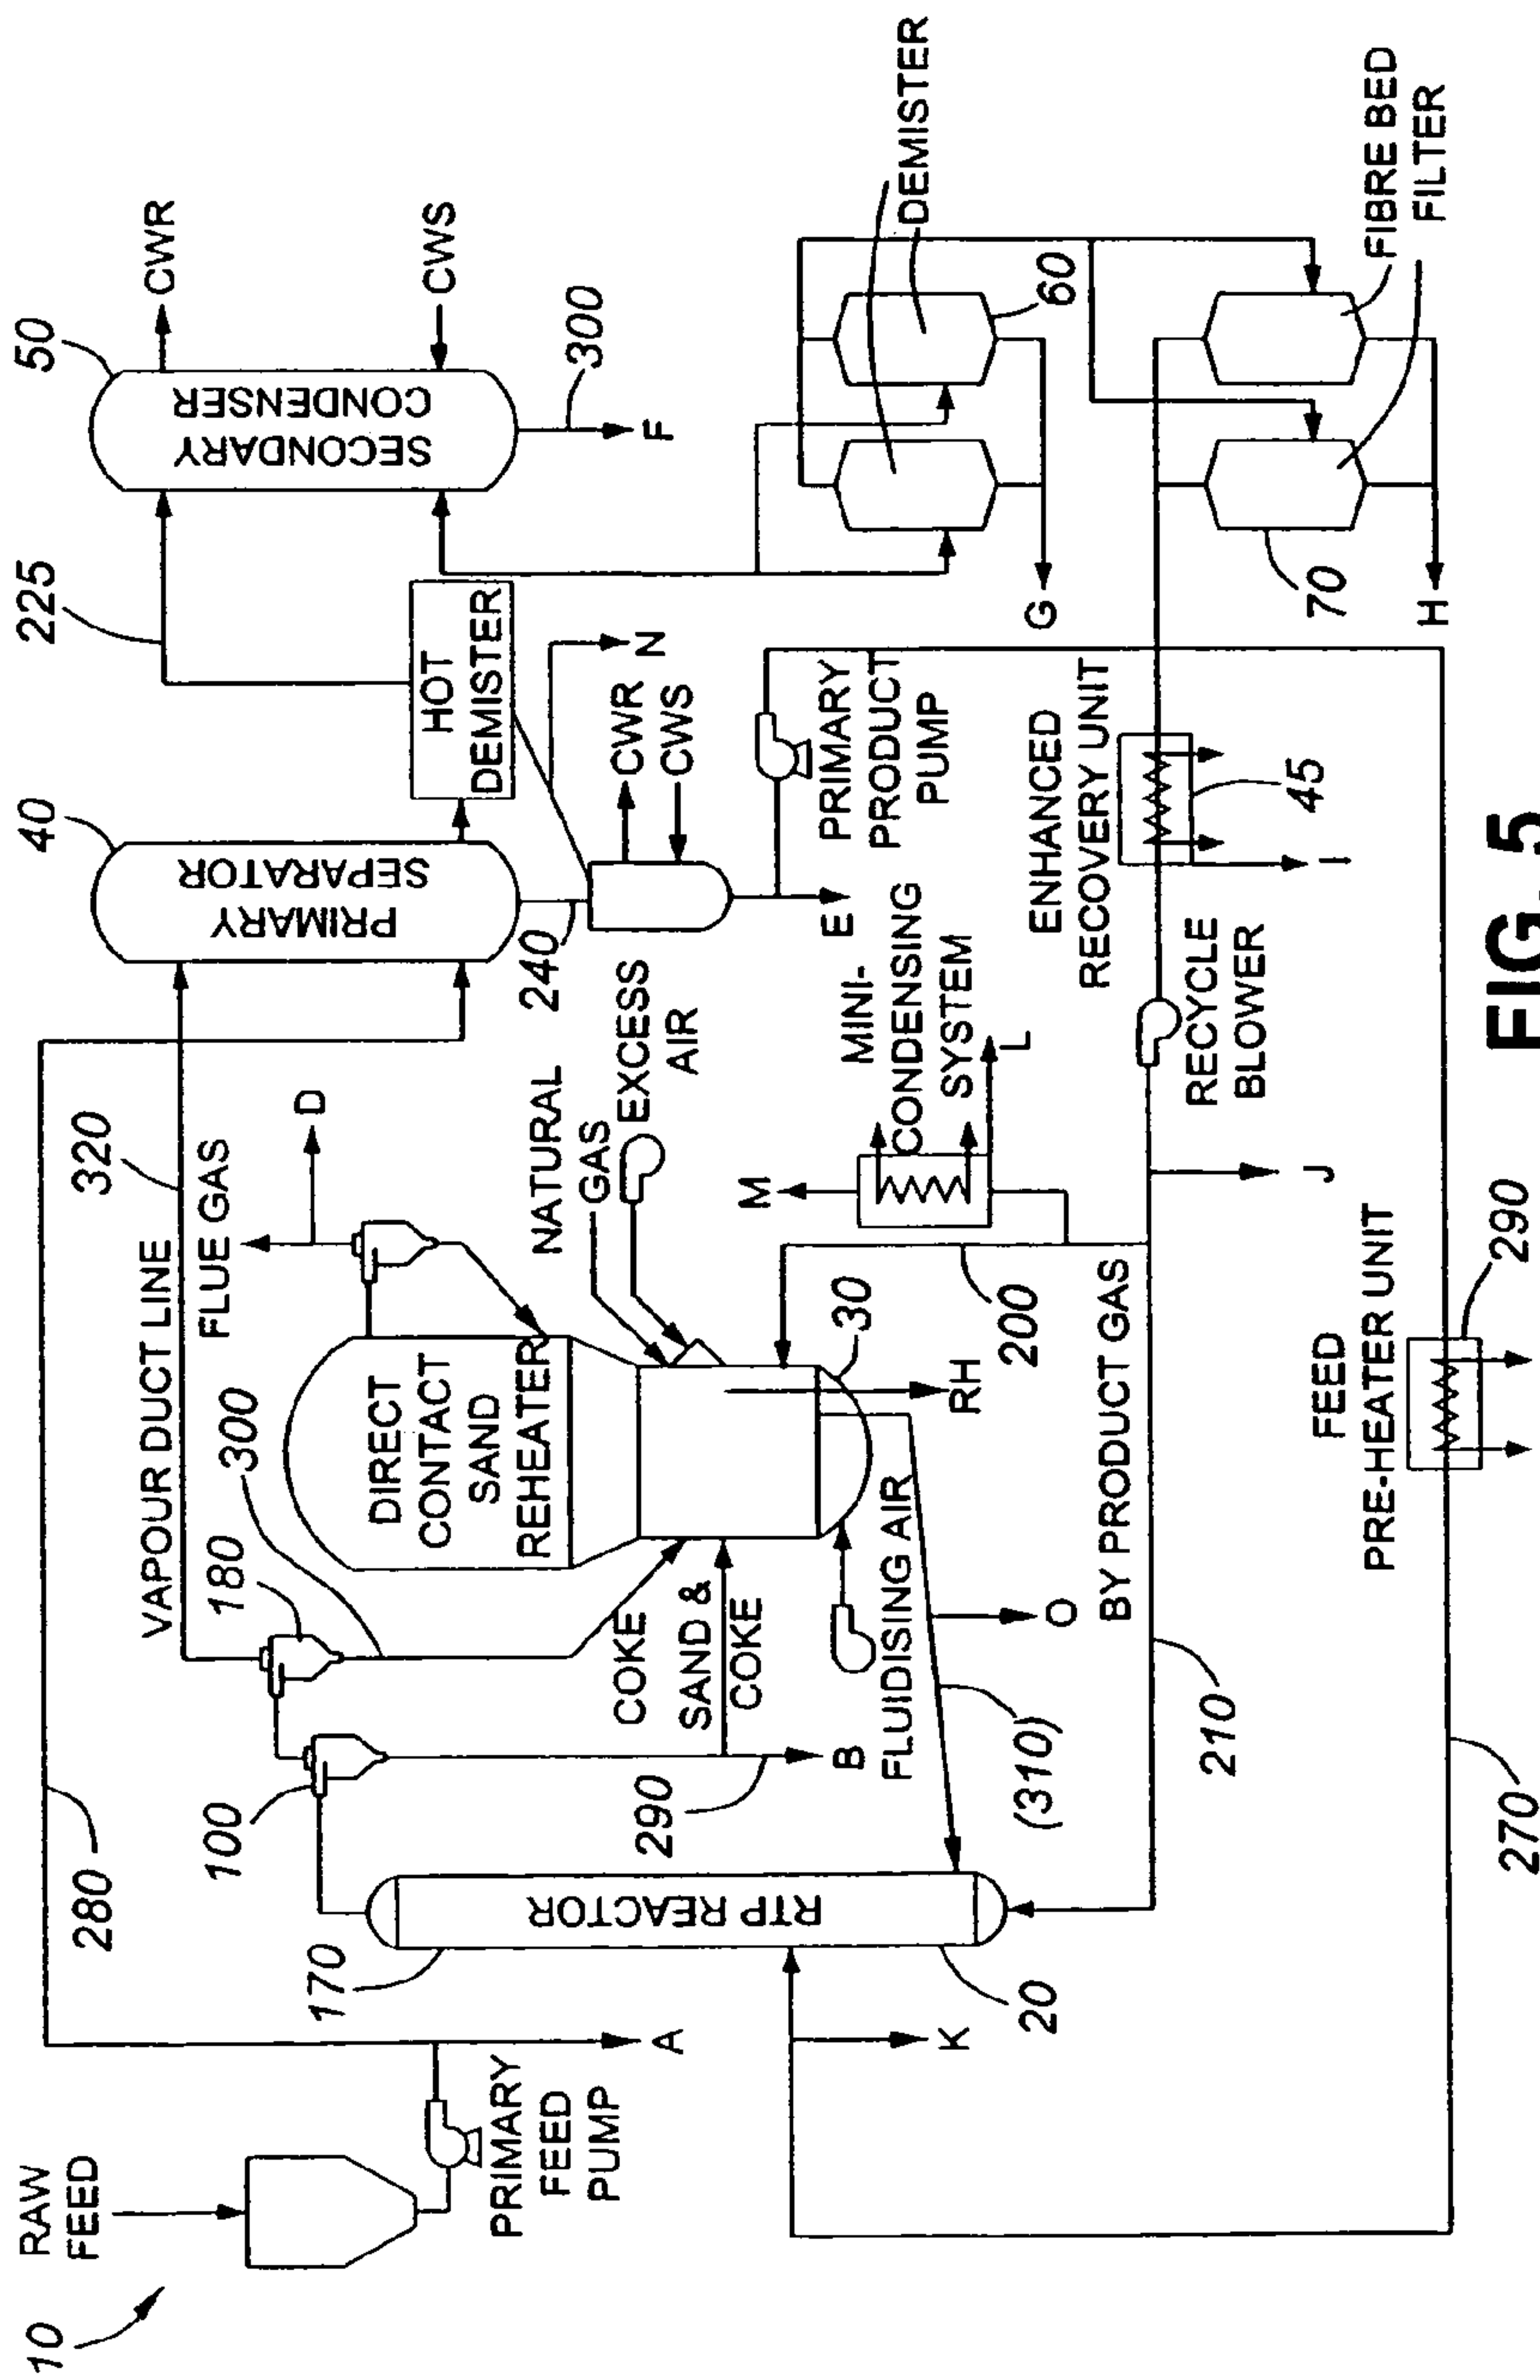 10
RAW
FEED
PRIMARY
FEED
PUMP
A
280
170
RTP REACTOR
20
K
100
290
B
180
300
VAPOUR DUCT LINE
320
COKE
SAND &
COKE
FLUIDISING AIR
(310)
O
DIRECT
CONTACT
SAND
REHEATER
FLUE GAS
D
NATURAL
GAS
EXCESS
AIR
30
RH
200
BY PRODUCT GAS
210
270
FEED
PRE-HEATER UNIT
290
M
MINI-
CONDENSING
SYSTEM
L
J
RECYCLE
BLOWER
ENHANCED
RECOVERY UNIT
45
I
40
PRIMARY
SEPARATOR
240
E
PRIMARY
PRODUCT
PUMP
CWR
CWS
N
HOT
DEMISTER
225
50
SECONDARY
CONDENSER
CWR
CWS
300
F
DEMISTER
60
G
FIBRE BED
FILTER
70
H
FIG. 5